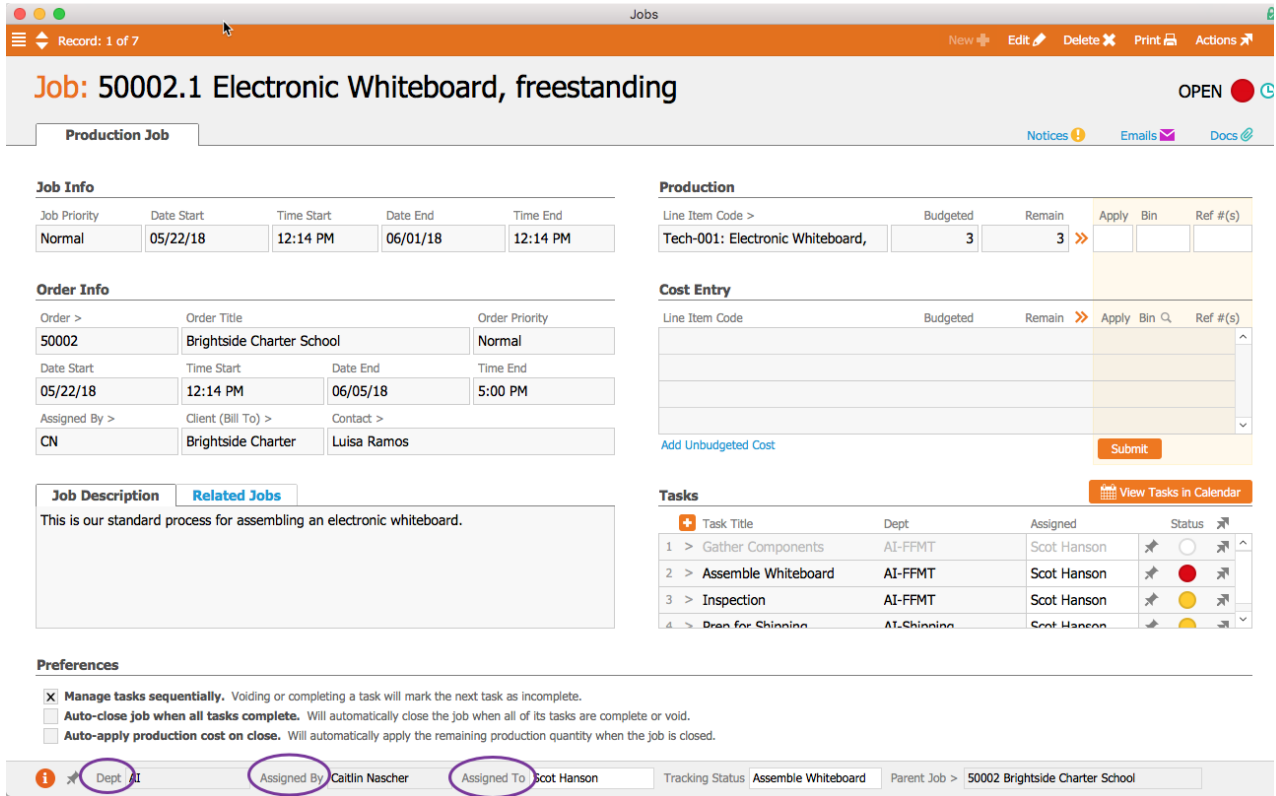 Jobs
Record: 1 of 7 New Edit Delete Print Actions
Job: 50002.1 Electronic Whiteboard, freestanding
OPEN
Production Job
Notices Emails Docs
Job Info
Job Priority Date Start Time Start Date End Time End
Normal 05/22/18 12:14 PM 06/01/18 12:14 PM
Order Info
Order > Order Title Order Priority
50002 Brightside Charter School Normal
Date Start Time Start Date End Time End
05/22/18 12:14 PM 06/05/18 5:00 PM
Assigned By > Client (Bill To) > Contact >
CN Brightside Charter Luisa Ramos
Production
Line Item Code > Budgeted Remain Apply Bin Ref #(s)
Tech-001: Electronic Whiteboard, 3 3 >>
Cost Entry
Line Item Code Budgeted Remain >> Apply Bin Ref #(s)
Add Unbudgeted Cost
Submit
Job Description Related Jobs
This is our standard process for assembling an electronic whiteboard.
Tasks
View Tasks in Calendar
Task Title Dept Assigned Status
1 > Gather Components AI-FFMT Scot Hanson
2 > Assemble Whiteboard AI-FFMT Scot Hanson
3 > Inspection AI-FFMT Scot Hanson
4 > Prep for Shipping AI-Shipping Scot Hanson
Preferences
X Manage tasks sequentially. Voiding or completing a task will mark the next task as incomplete.
Auto-close job when all tasks complete. Will automatically close the job when all of its tasks are complete or void.
Auto-apply production cost on close. Will automatically apply the remaining production quantity when the job is closed.
Dept AI Assigned By Caitlin Nascher Assigned To Scot Hanson Tracking Status Assemble Whiteboard Parent Job > 50002 Brightside Charter School